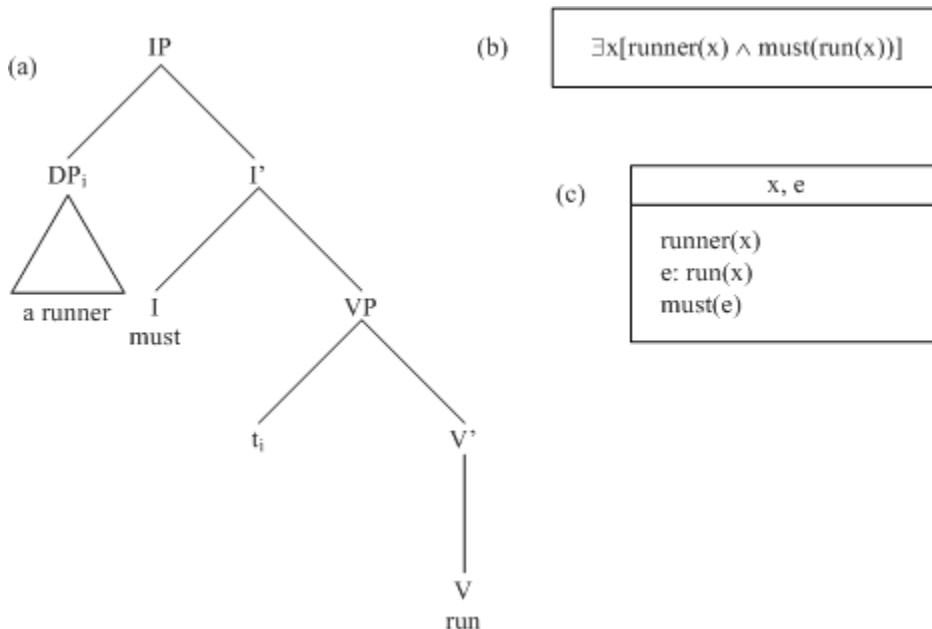 IP
(a)
(b)
∃x[runner(x) ∧ must(run(x))]
DPᵢ
I’
(c)
x, e
runner(x)
e: run(x)
must(e)
a runner
I
must
VP
tᵢ
V’
V
run